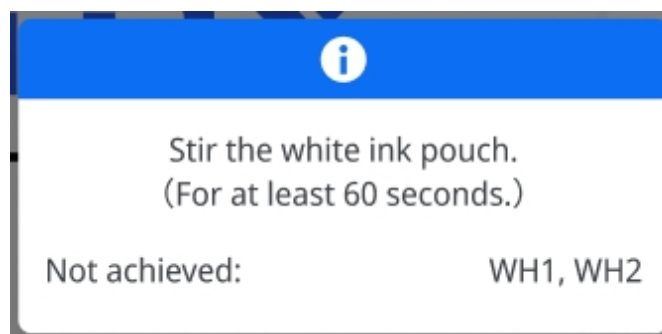 Stir the white ink pouch.
(For at least 60 seconds.)
Not achieved: WH1, WH2